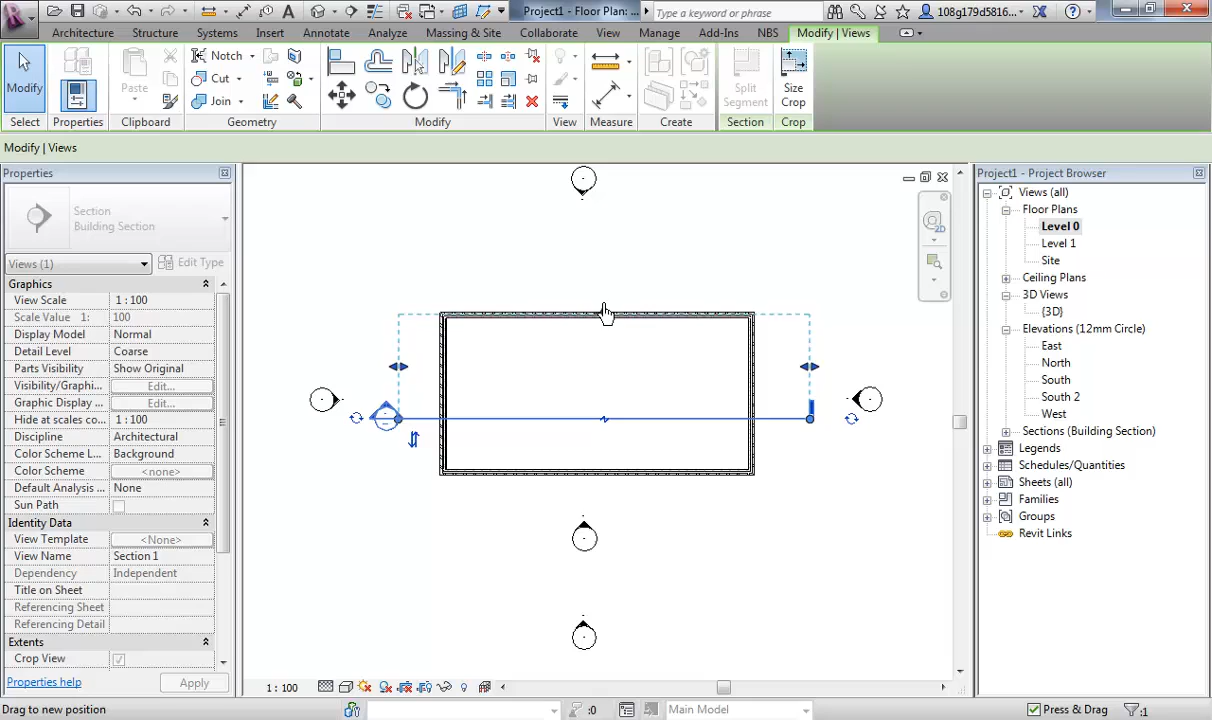 Project1 - Floor Plan: ...
Type a keyword or phrase
108g179d5816...
Architecture
Structure
Systems
Insert
Annotate
Analyze
Massing & Site
Collaborate
View
Manage
Add-Ins
NBS
Modify | Views
Modify
Paste
Notch
Cut
Join
Split
Segment
Size
Crop
Select
Properties
Clipboard
Geometry
Modify
View
Measure
Create
Section
Crop
Modify | Views
Properties
Section
Building Section
Views (1)
Edit Type
Graphics
View Scale 1 : 100
Scale Value 1: 100
Display Model Normal
Detail Level Coarse
Parts Visibility Show Original
Visibility/Graphi... Edit...
Graphic Display ... Edit...
Hide at scales co... 1 : 100
Discipline Architectural
Color Scheme L... Background
Color Scheme <none>
Default Analysis ... None
Sun Path
Identity Data
View Template <None>
View Name Section 1
Dependency Independent
Title on Sheet
Referencing Sheet
Referencing Detail
Extents
Crop View
Properties help
Apply
2D
1 : 100
Project1 - Project Browser
Views (all)
Floor Plans
Level 0
Level 1
Site
Ceiling Plans
3D Views
{3D}
Elevations (12mm Circle)
East
North
South
South 2
West
Sections (Building Section)
Legends
Schedules/Quantities
Sheets (all)
Families
Groups
Revit Links
Drag to new position
:0
Main Model
Press & Drag
:1